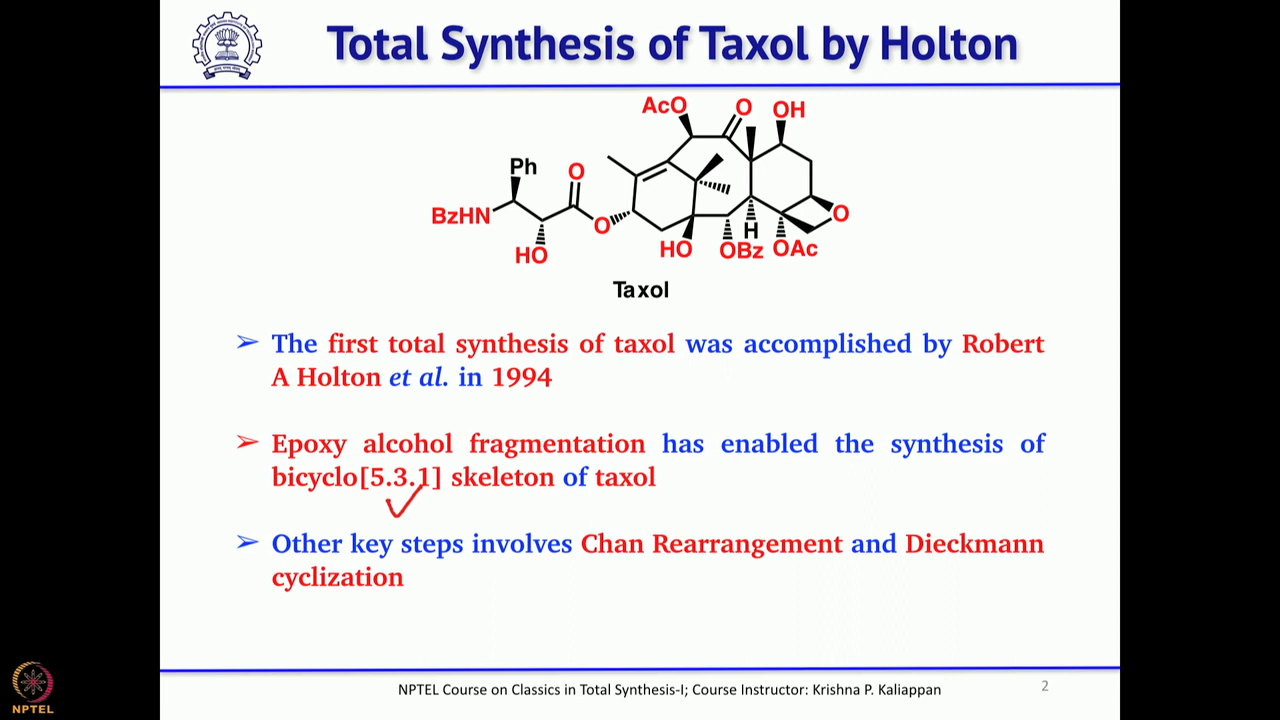 Total Synthesis of Taxol by Holton
AcO O OH
Ph O
BzHN O O
HO HO OBz H OAc
Taxol
➢ The first total synthesis of taxol was accomplished by Robert
A Holton et al. in 1994
➢ Epoxy alcohol fragmentation has enabled the synthesis of
bicyclo[5.3.1] skeleton of taxol
➢ Other key steps involves Chan Rearrangement and Dieckmann
cyclization
NPTEL Course on Classics in Total Synthesis-I; Course Instructor: Krishna P. Kaliappan
2
NPTEL